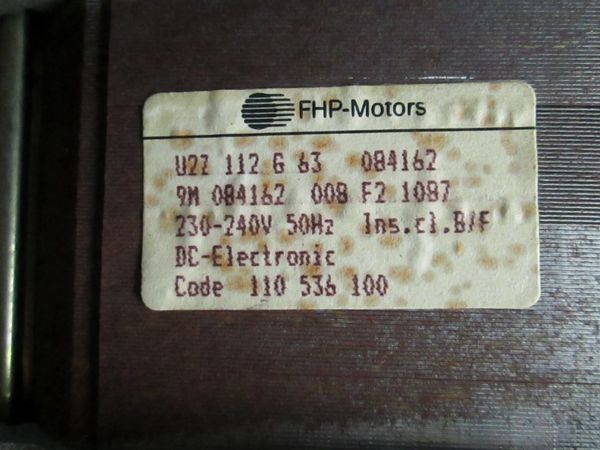 FHP-Motors
U2Z 112 G 63 084162
9M 084162 008 F2 1087
230-240V 50Hz Ins.cl.B/F
DC-Electronic
Code 110 536 100